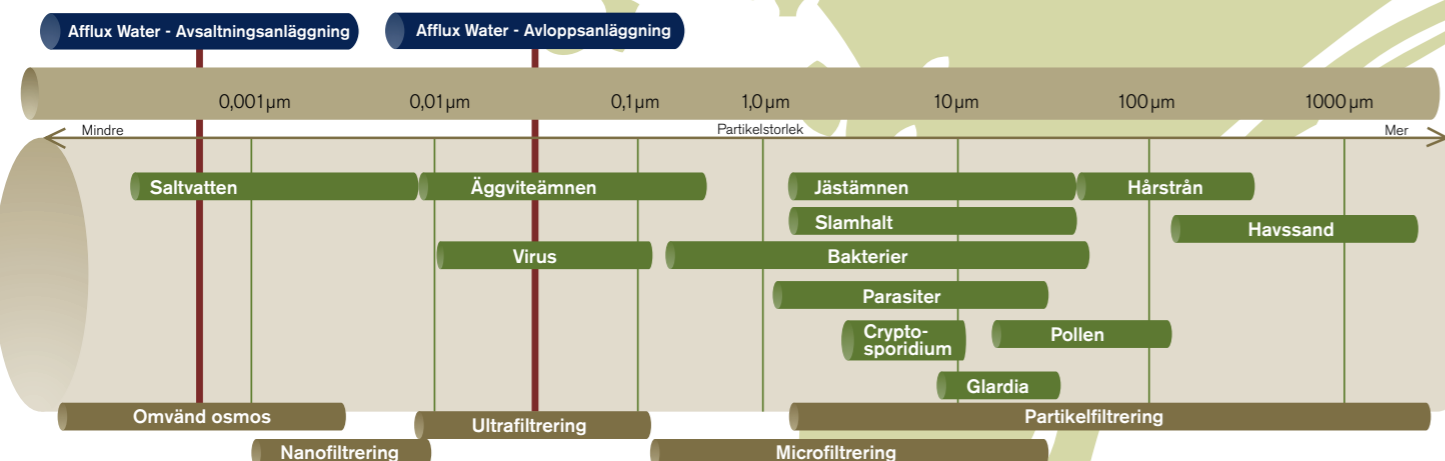 Afflux Water - Avsaltningsanläggning
Afflux Water - Avloppsanläggning
0,001µm
0,01µm
0,1µm
1,0µm
10µm
100µm
1000µm
Mindre
Partikelstorlek
Mer
Saltvatten
Äggviteämnen
Jästämnen
Hårstrån
Slamhalt
Havssand
Virus
Bakterier
Parasiter
Crypto-
sporidium
Pollen
Glardia
Omvänd osmos
Ultrafiltrering
Partikelfiltrering
Nanofiltrering
Microfiltrering